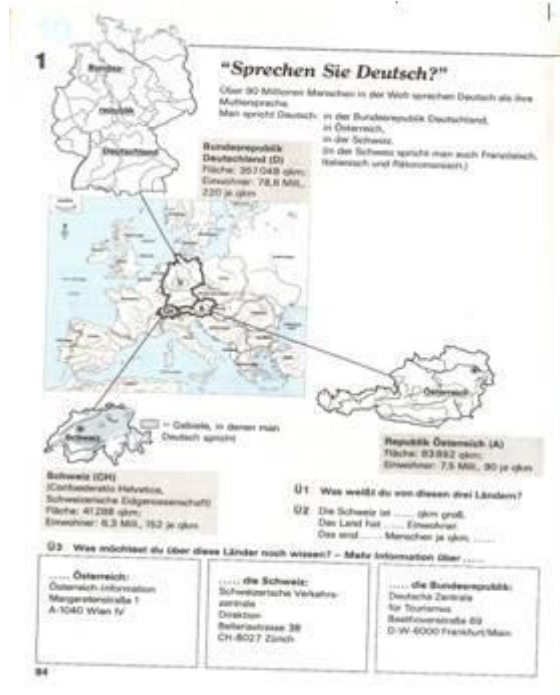 10
1
"Sprechen Sie Deutsch?"
Über 90 Millionen Menschen in der Welt sprechen Deutsch als ihre
Muttersprache.
Man spricht Deutsch: in der Bundesrepublik Deutschland,
in Österreich,
in der Schweiz.
(In der Schweiz spricht man auch Französisch,
Italienisch und Rätoromanisch.)
Bundes-
republik
Deutschland
Bundesrepublik
Deutschland (D)
Fläche: 357048 qkm;
Einwohner: 78,6 Mill.,
220 je qkm
Österreich
Schweiz
= Gebiete, in denen man
Deutsch spricht
Republik Österreich (A)
Fläche: 83892 qkm;
Einwohner: 7,5 Mill., 90 je qkm
Schweiz (CH)
(Confoederatio Helvetica,
Schweizerische Eidgenossenschaft)
Fläche: 41288 qkm;
Einwohner: 6,3 Mill., 152 je qkm
Ü1 Was weißt du von diesen drei Ländern?
Ü2 Die Schweiz ist ..... qkm groß.
Das Land hat ..... Einwohner.
Das sind ..... Menschen je qkm. .....
Ü3 Was möchtest du über diese Länder noch wissen? – Mehr Information über .....
..... Österreich:
Österreich-Information
Margaretenstraße 1
A-1040 Wien IV
..... die Schweiz:
Schweizerische Verkehrs-
zentrale
Direktion
Bellariastrasse 38
CH-8027 Zürich
..... die Bundesrepublik:
Deutsche Zentrale
für Tourismus
Beethovenstraße 69
D-W-6000 Frankfurt/Main
84